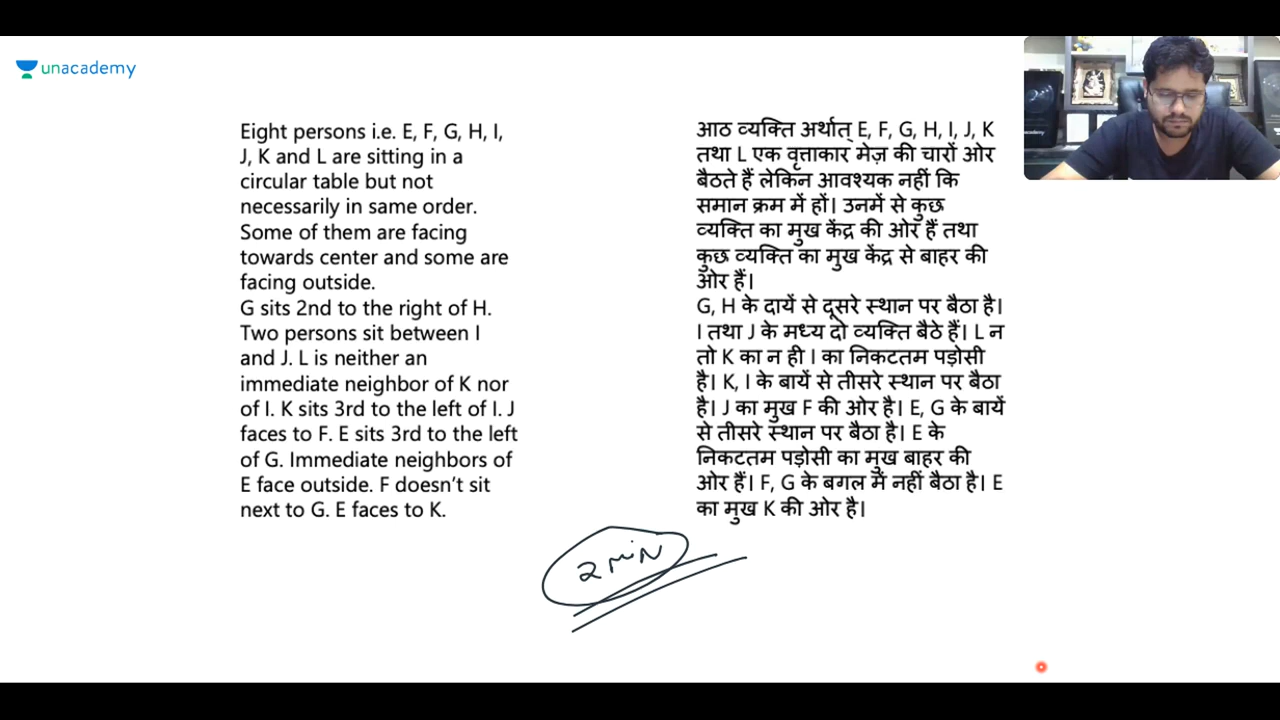 unacademy
Eight persons i.e. E, F, G, H, I,
J, K and L are sitting in a
circular table but not
necessarily in same order.
Some of them are facing
towards center and some are
facing outside.
G sits 2nd to the right of H.
Two persons sit between I
and J. L is neither an
immediate neighbor of K nor
of I. K sits 3rd to the left of I. J
faces to F. E sits 3rd to the left
of G. Immediate neighbors of
E face outside. F doesn’t sit
next to G. E faces to K.
आठ व्यक्ति अर्थात् E, F, G, H, I, J, K
तथा L एक वृत्ताकार मेज़ की चारों ओर
बैठते हैं लेकिन आवश्यक नहीं कि
समान क्रम में हों। उनमें से कुछ
व्यक्ति का मुख केंद्र की ओर हैं तथा
कुछ व्यक्ति का मुख केंद्र से बाहर की
ओर हैं।
G, H के दायें से दूसरे स्थान पर बैठा है।
I तथा J के मध्य दो व्यक्ति बैठे हैं। L न
तो K का न ही I का निकटतम पड़ोसी
है। K, I के बायें से तीसरे स्थान पर बैठा
है। J का मुख F की ओर है। E, G के बायें
से तीसरे स्थान पर बैठा है। E के
निकटतम पड़ोसी का मुख बाहर की
ओर हैं। F, G के बगल में नहीं बैठा है। E
का मुख K की ओर है।
2 min